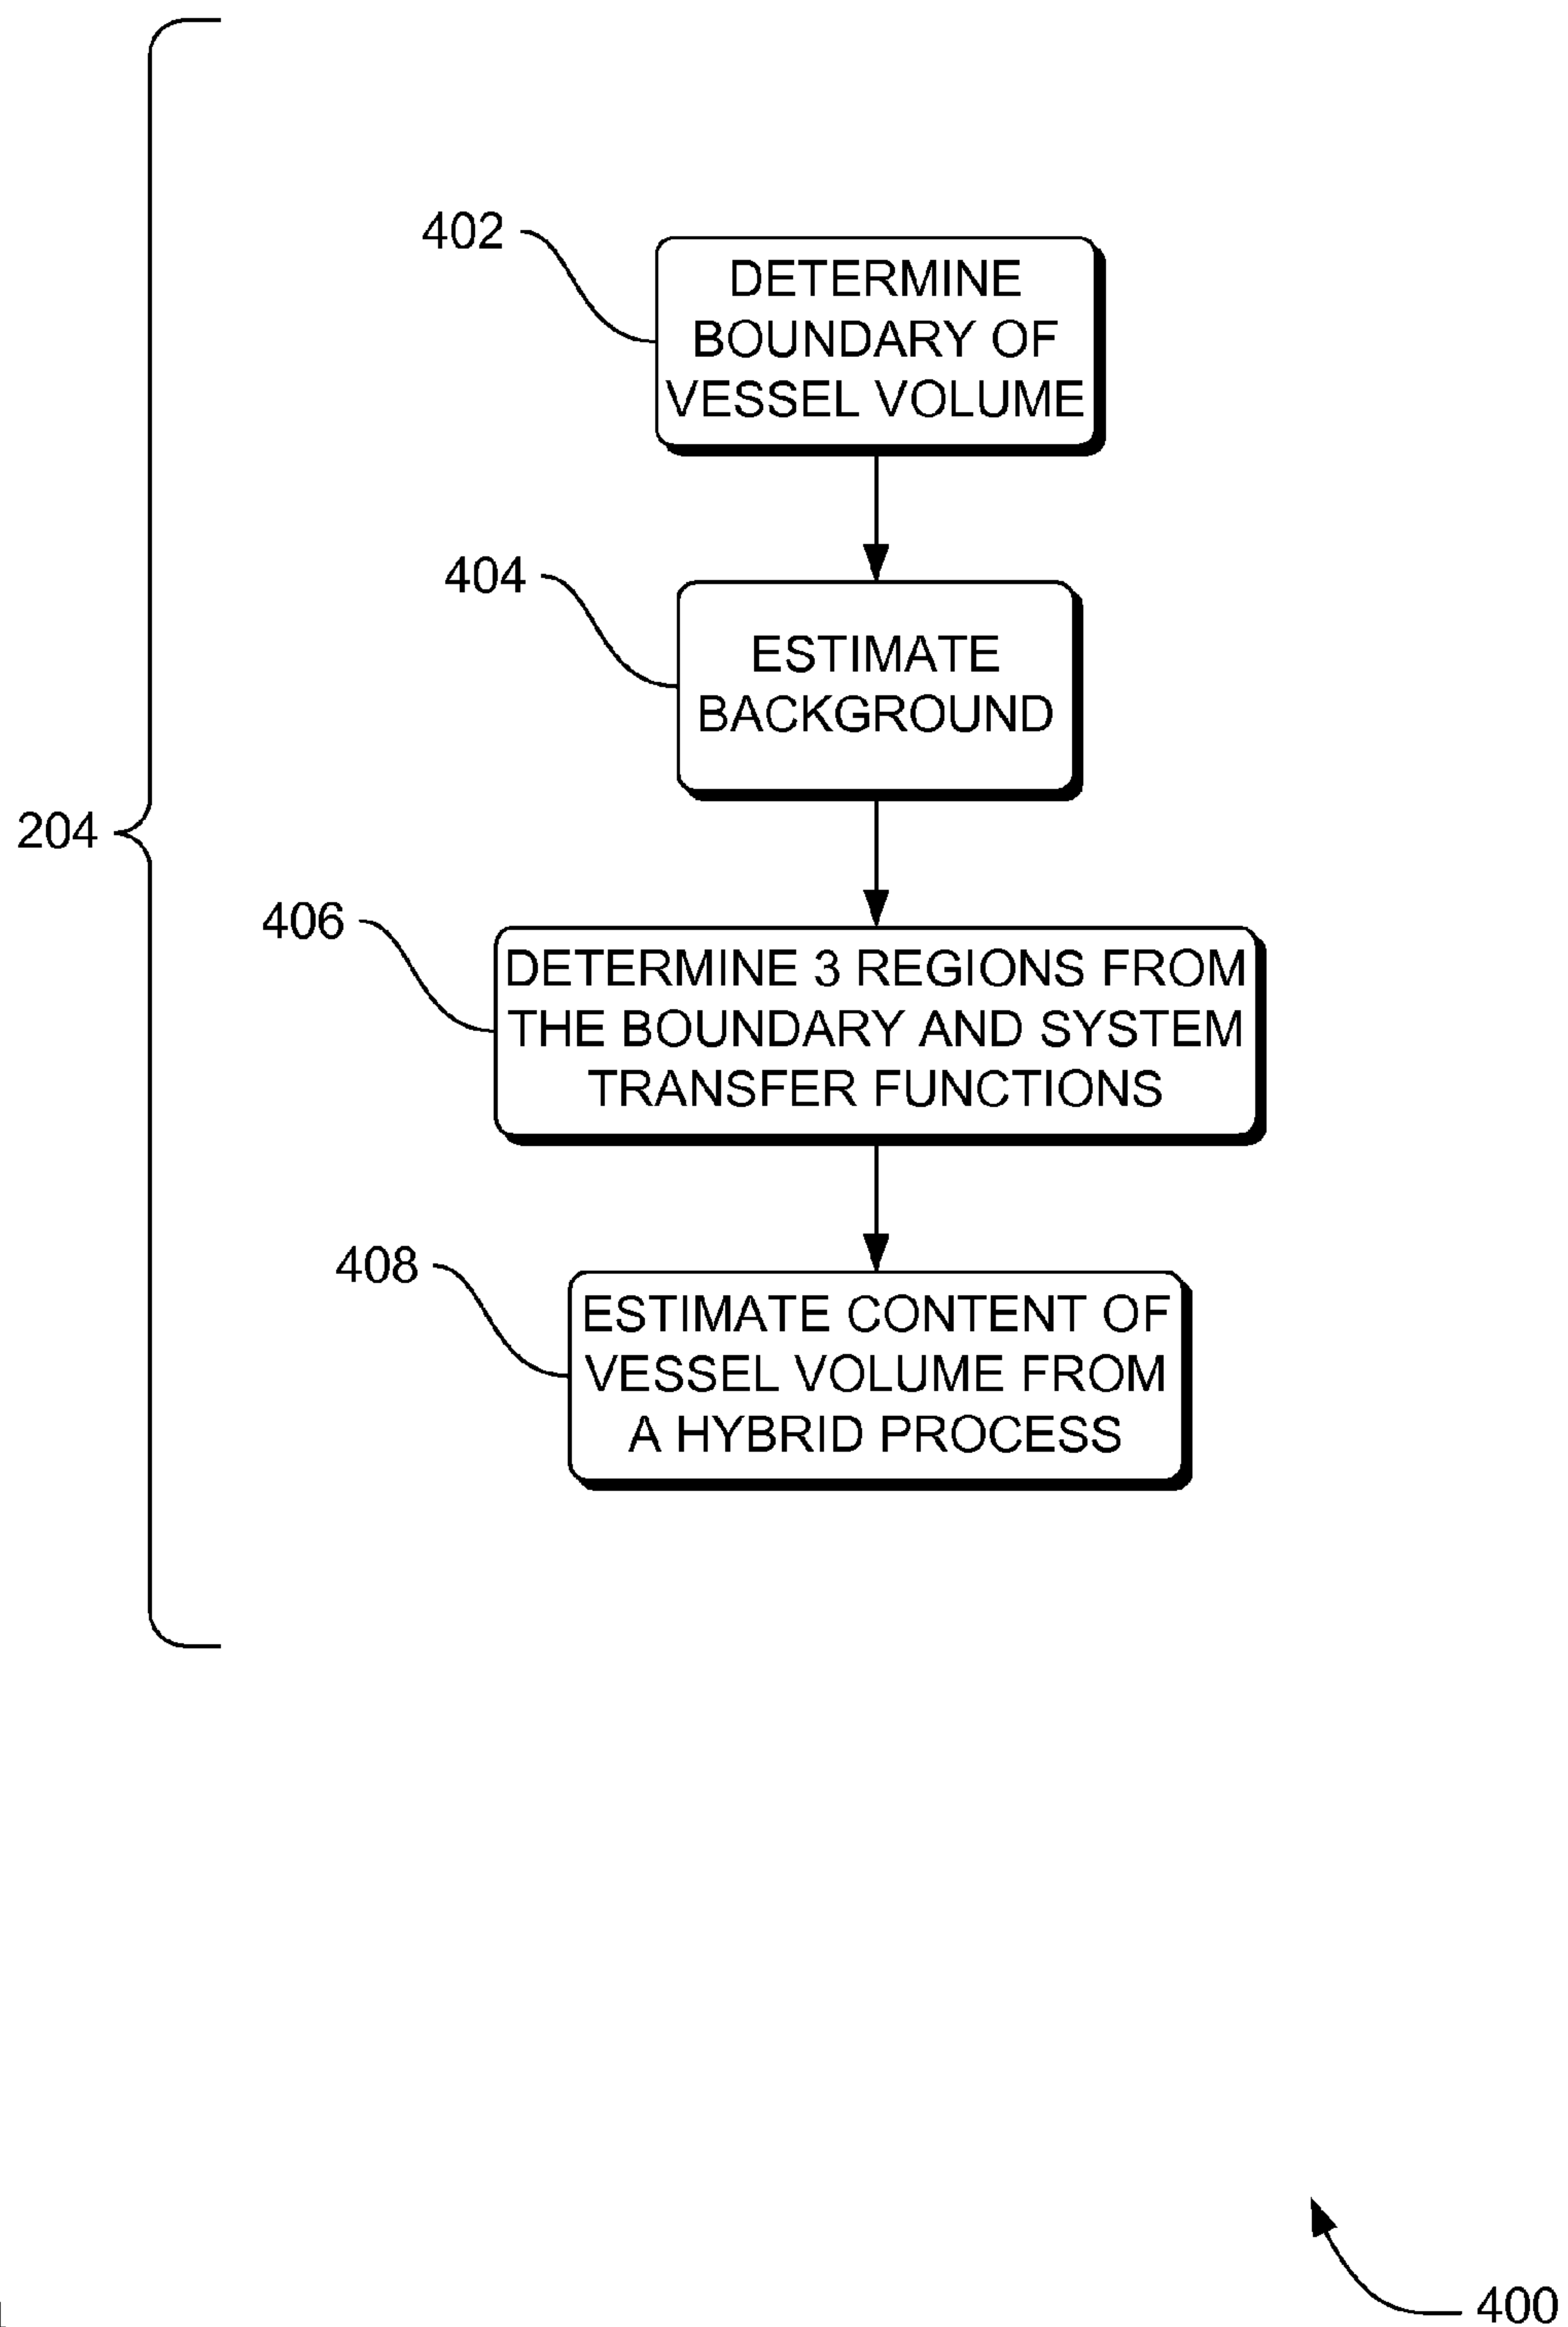 402
DETERMINE
BOUNDARY OF
VESSEL VOLUME
404
ESTIMATE
BACKGROUND
204
406
DETERMINE 3 REGIONS FROM
THE BOUNDARY AND SYSTEM
TRANSFER FUNCTIONS
408
ESTIMATE CONTENT OF
VESSEL VOLUME FROM
A HYBRID PROCESS
400